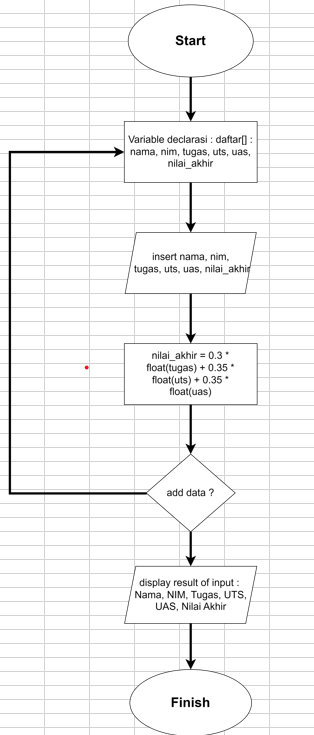 Start
Variable declarasi : daftar[] :
nama, nim, tugas, uts, uas,
nilai_akhir
insert nama, nim,
tugas, uts, uas, nilai_akhir
nilai_akhir = 0.3 *
float(tugas) + 0.35 *
float(uts) + 0.35 *
float(uas)
add data ?
display result of input :
Nama, NIM, Tugas, UTS,
UAS, Nilai Akhir
Finish